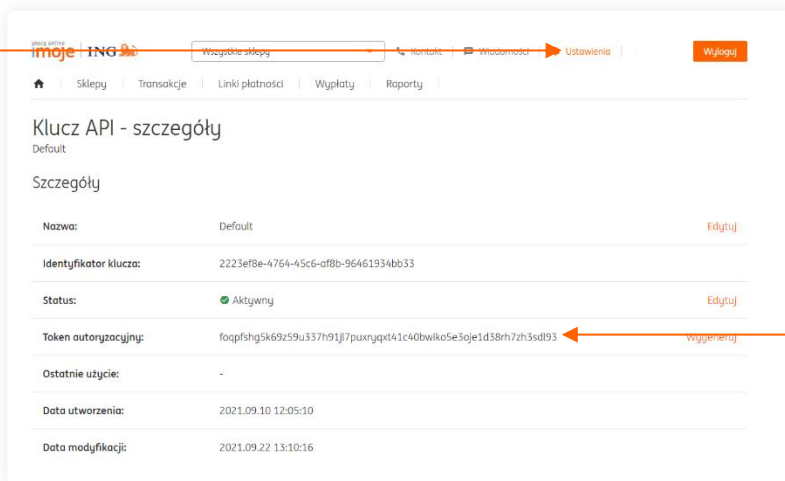 płacę online
imoje ING
Wszystkie sklepy
Kontakt
Wiadomości
Ustawienia
Wyloguj
Sklepy Transakcje Linki płatności Wypłaty Raporty
Klucz API - szczegóły
Default
Szczegóły
Nazwa: Default Edytuj
Identyfikator klucza: 2223ef8e-4764-45c6-af8b-96461934bb33
Status: Aktywny Edytuj
Token autoryzacyjny: foqpfshg5k69z59u337h91jl7puxryqxt41c40bwiko5e3oje1d38rh7zh3sdl93 Wygeneruj
Ostatnie użycie: -
Data utworzenia: 2021.09.10 12:05:10
Data modyfikacji: 2021.09.22 13:10:16